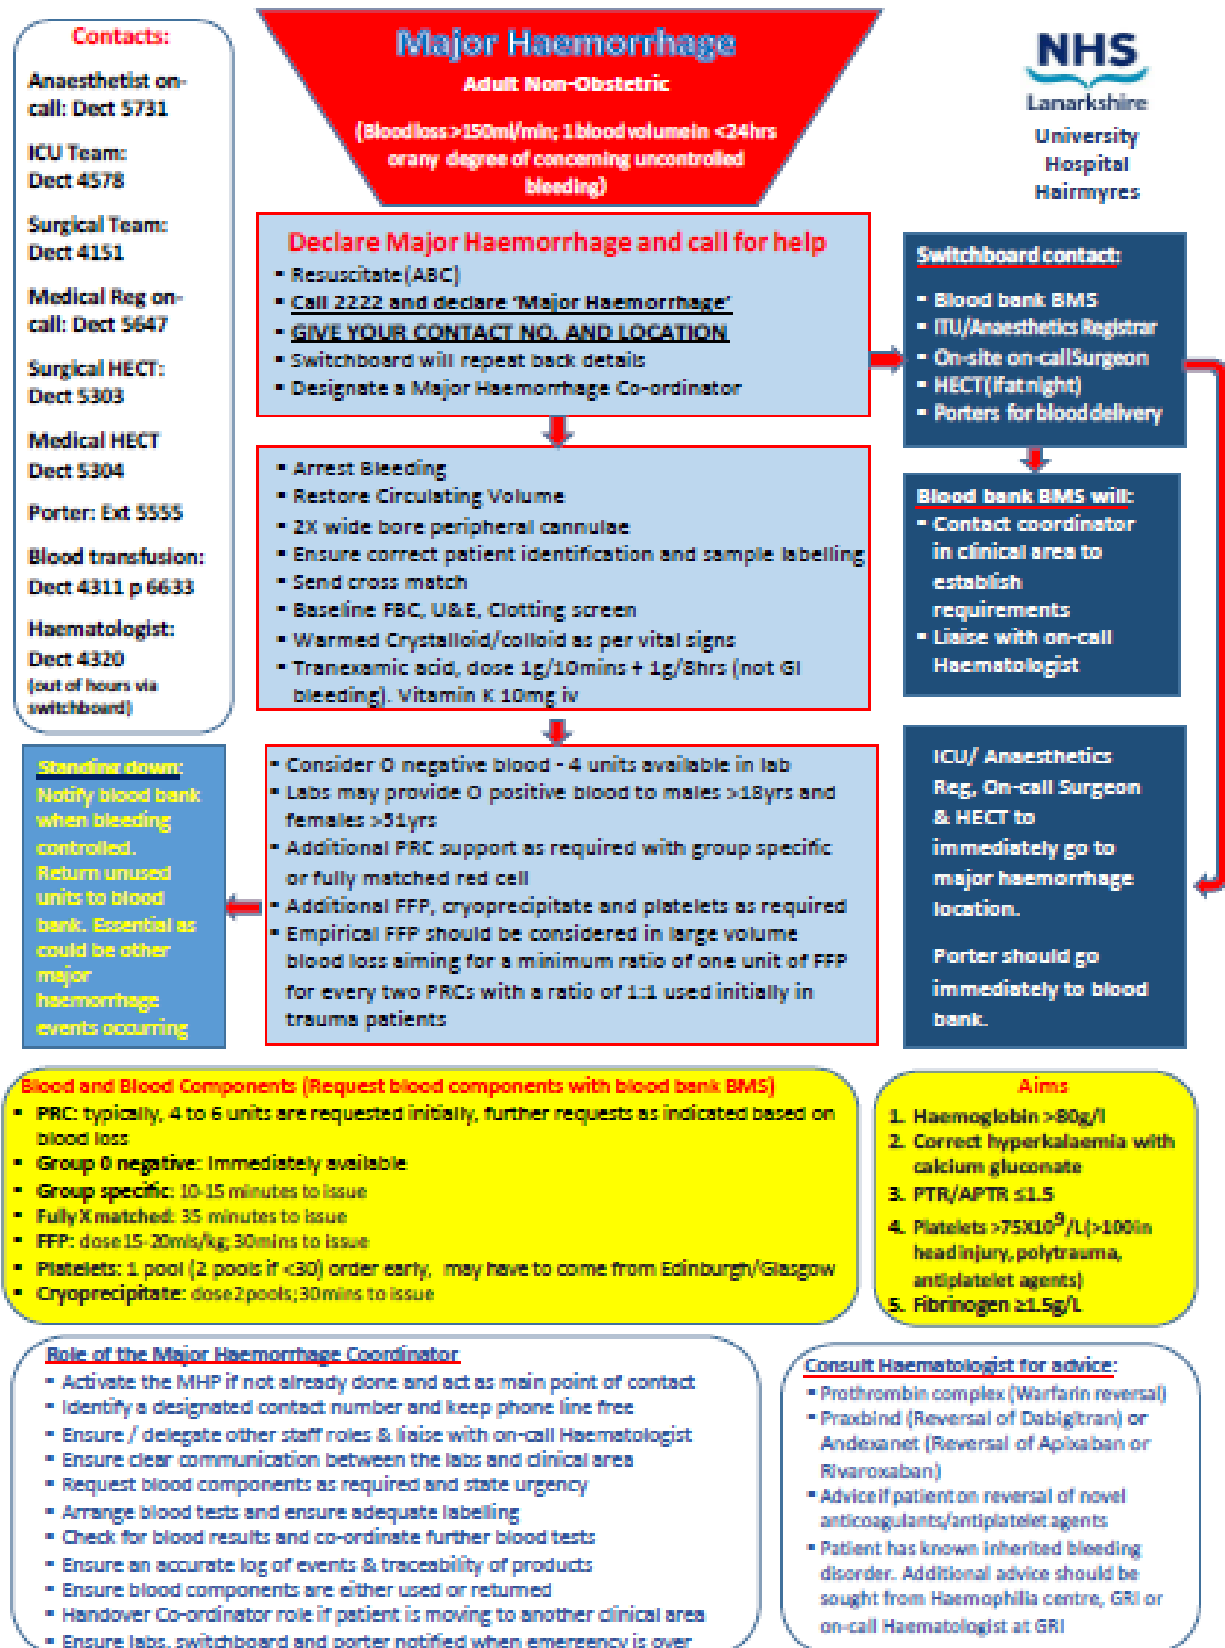 Contacts:
Anaesthetist on-
call: Dect 5731
ICU Team:
Dect 4578
Surgical Team:
Dect 4151
Medical Reg on-
call: Dect 5647
Surgical HECT:
Dect 5303
Medical HECT
Dect 5304
Porter: Ext 5555
Blood transfusion:
Dect 4311 p 6633
Haematologist:
Dect 4320
(out of hours via
switchboard)
Major Haemorrhage
Adult Non-Obstetric
(Blood loss >150ml/min; 1 blood volume in <24hrs
or any degree of concerning uncontrolled
bleeding)
NHS
Lanarkshire
University
Hospital
Hairmyres
Declare Major Haemorrhage and call for help
▪ Resuscitate (ABC)
▪ Call 2222 and declare ‘Major Haemorrhage’
▪ GIVE YOUR CONTACT NO. AND LOCATION
▪ Switchboard will repeat back details
▪ Designate a Major Haemorrhage Co-ordinator
Switchboard contact:
▪ Blood bank BMS
▪ ITU/Anaesthetics Registrar
▪ On-site on-call Surgeon
▪ HECT (if at night)
▪ Porters for blood delivery
▪ Arrest Bleeding
▪ Restore Circulating Volume
▪ 2X wide bore peripheral cannulae
▪ Ensure correct patient identification and sample labelling
▪ Send cross match
▪ Baseline FBC, U&E, Clotting screen
▪ Warmed Crystalloid/colloid as per vital signs
▪ Tranexamic acid, dose 1g/10mins + 1g/8hrs (not GI
bleeding). Vitamin K 10mg iv
Blood bank BMS will:
▪ Contact coordinator
in clinical area to
establish
requirements
▪ Liaise with on-call
Haematologist
Standing down:
Notify blood bank
when bleeding
controlled.
Return unused
units to blood
bank. Essential as
could be other
major
haemorrhage
events occurring
▪ Consider O negative blood - 4 units available in lab
▪ Labs may provide O positive blood to males >18yrs and
females >51yrs
▪ Additional PRC support as required with group specific
or fully matched red cell
▪ Additional FFP, cryoprecipitate and platelets as required
▪ Empirical FFP should be considered in large volume
blood loss aiming for a minimum ratio of one unit of FFP
for every two PRCs with a ratio of 1:1 used initially in
trauma patients
ICU/ Anaesthetics
Reg, On-call Surgeon
& HECT to
immediately go to
major haemorrhage
location.
Porter should go
immediately to blood
bank.
Blood and Blood Components (Request blood components with blood bank BMS)
▪ PRC: typically, 4 to 6 units are requested initially, further requests as indicated based on
blood loss
▪ Group O negative: Immediately available
▪ Group specific: 10-15 minutes to issue
▪ Fully X matched: 35 minutes to issue
▪ FFP: dose 15-20mls/kg; 30mins to issue
▪ Platelets: 1 pool (2 pools if <30) order early, may have to come from Edinburgh/Glasgow
▪ Cryoprecipitate: dose 2 pools; 30 mins to issue
Aims
1. Haemoglobin >80g/l
2. Correct hyperkalaemia with
calcium gluconate
3. PTR/APTR ≤1.5
4. Platelets >75X10⁹/L (>100 in
head injury, polytrauma,
antiplatelet agents)
5. Fibrinogen ≥1.5g/L
Role of the Major Haemorrhage Coordinator
▪ Activate the MHP if not already done and act as main point of contact
▪ Identify a designated contact number and keep phone line free
▪ Ensure / delegate other staff roles & liaise with on-call Haematologist
▪ Ensure clear communication between the labs and clinical area
▪ Request blood components as required and state urgency
▪ Arrange blood tests and ensure adequate labelling
▪ Check for blood results and co-ordinate further blood tests
▪ Ensure an accurate log of events & traceability of products
▪ Ensure blood components are either used or returned
▪ Handover Co-ordinator role if patient is moving to another clinical area
▪ Ensure labs, switchboard and porter notified when emergency is over
Consult Haematologist for advice:
▪ Prothrombin complex (Warfarin reversal)
▪ Praxbind (Reversal of Dabigitran) or
Andexanet (Reversal of Apixaban or
Rivaroxaban)
▪ Advice if patient on reversal of novel
anticoagulants/antiplatelet agents
▪ Patient has known inherited bleeding
disorder. Additional advice should be
sought from Haemophilia centre, GRI or
on-call Haematologist at GRI